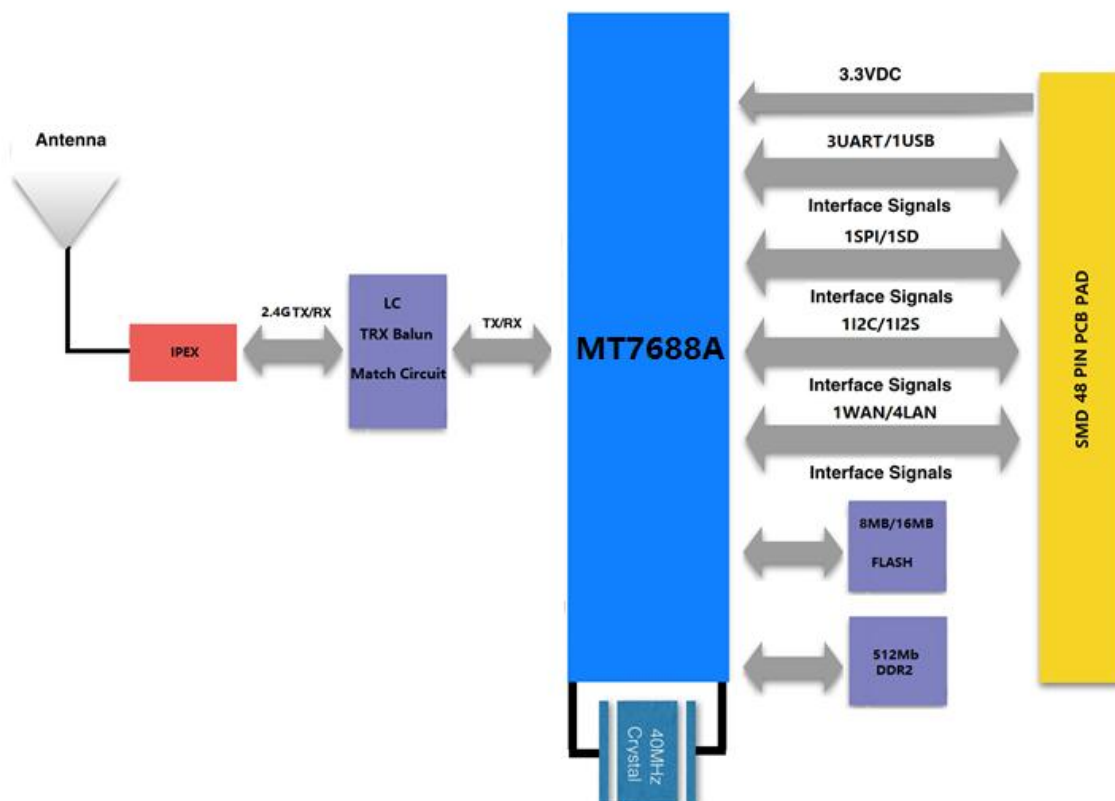 Antenna
IPEX
2.4G TX/RX
LC
TRX Balun
Match Circuit
TX/RX
MT7688A
40MHz
Crystal
3.3VDC
3UART/1USB
Interface Signals
1SPI/1SD
Interface Signals
1I2C/1I2S
Interface Signals
1WAN/4LAN
Interface Signals
8MB/16MB
FLASH
512Mb
DDR2
SMD 48 PIN PCB PAD